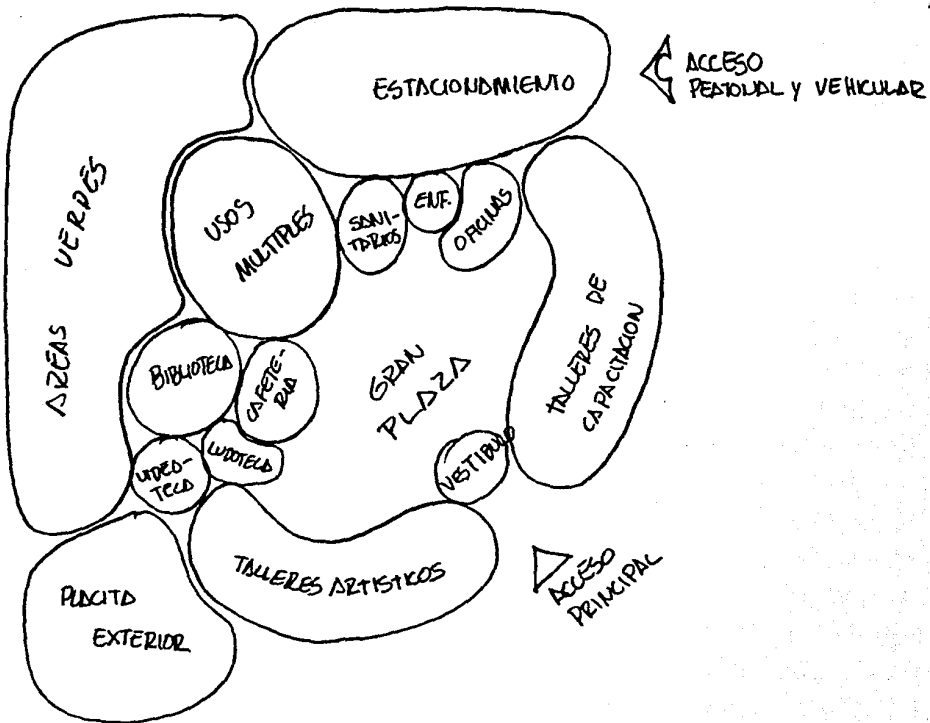 ESTACIONAMIENTO
ACCESO
PEATONAL Y VEHICULAR
AREAS VERDES
USOS
MULTIPLES
SANI-
TARIOS
ENF.
OFICINAS
TALLERES DE
CAPACITACION
BIBLIOTECA
CAFETE-
RIA
GRAN
PLAZA
VIDEO-
TECA
LUDOTECA
VESTIBULO
TALLERES ARTISTICOS
ACCESO
PRINCIPAL
PLACITA
EXTERIOR